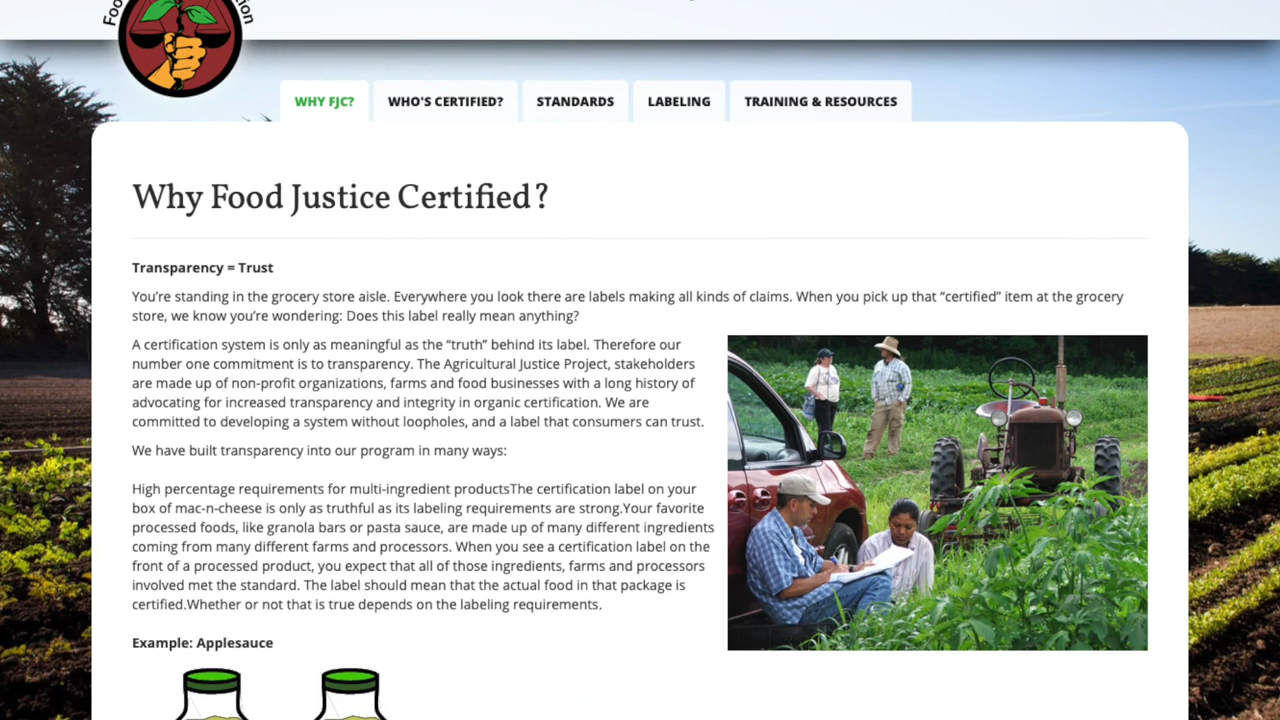 WHY FJC?
WHO'S CERTIFIED?
STANDARDS
LABELING
TRAINING & RESOURCES
Why Food Justice Certified?
Transparency = Trust
You're standing in the grocery store aisle. Everywhere you look there are labels making all kinds of claims. When you pick up that “certified” item at the grocery
store, we know you're wondering: Does this label really mean anything?
A certification system is only as meaningful as the “truth” behind its label. Therefore our
number one commitment is to transparency. The Agricultural Justice Project, stakeholders
are made up of non-profit organizations, farms and food businesses with a long history of
advocating for increased transparency and integrity in organic certification. We are
committed to developing a system without loopholes, and a label that consumers can trust.
We have built transparency into our program in many ways:
High percentage requirements for multi-ingredient productsThe certification label on your
box of mac-n-cheese is only as truthful as its labeling requirements are strong.Your favorite
processed foods, like granola bars or pasta sauce, are made up of many different ingredients
coming from many different farms and processors. When you see a certification label on the
front of a processed product, you expect that all of those ingredients, farms and processors
involved met the standard. The label should mean that the actual food in that package is
certified.Whether or not that is true depends on the labeling requirements.
Example: Applesauce